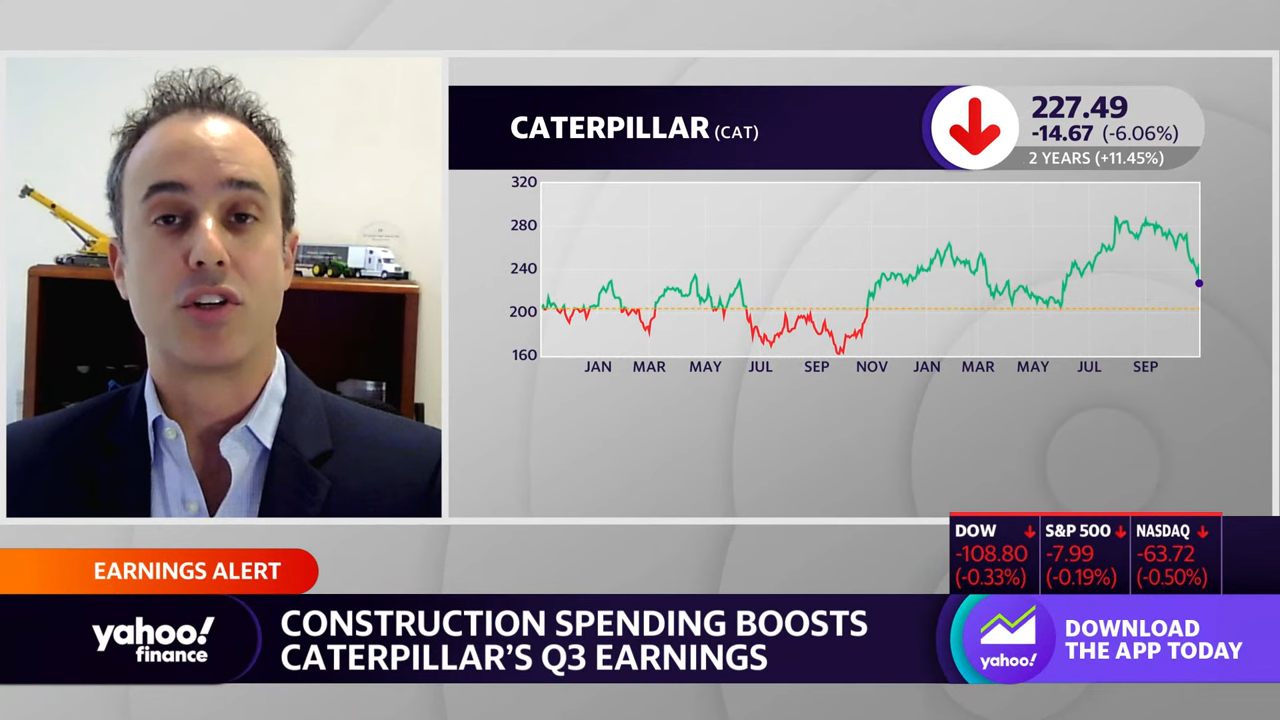 CATERPILLAR (CAT)
227.49
-14.67 (-6.06%)
2 YEARS (+11.45%)
320
280
240
200
160
JAN MAR MAY JUL SEP NOV JAN MAR MAY JUL SEP
DOW
-108.80
(-0.33%)
S&P 500
-7.99
(-0.19%)
NASDAQ
-63.72
(-0.50%)
EARNINGS ALERT
yahoo!
finance
CONSTRUCTION SPENDING BOOSTS
CATERPILLAR'S Q3 EARNINGS
yahoo!
DOWNLOAD
THE APP TODAY